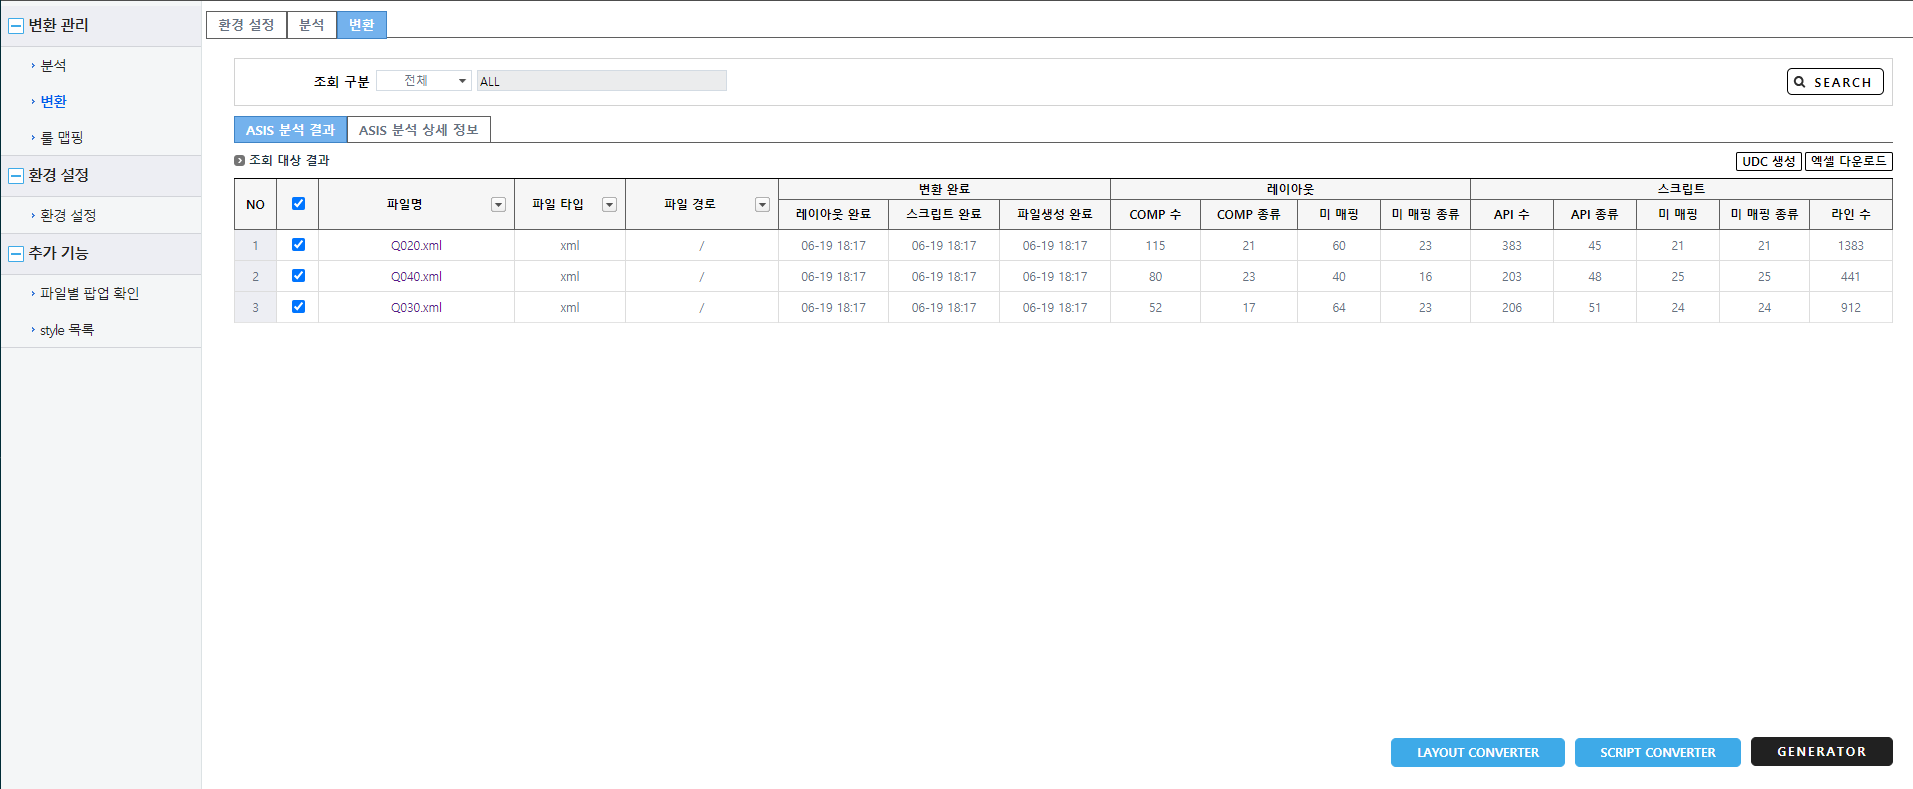 변환 관리
분석
변환
룰 맵핑
환경 설정
환경 설정
추가 기능
파일별 팝업 확인
style 목록
환경 설정 분석 변환
조회 구분 전체 ALL SEARCH
ASIS 분석 결과 ASIS 분석 상세 정보
조회 대상 결과 UDC 생성 엑셀 다운로드
NO 파일명 파일 타입 파일 경로 변환 완료 레이아웃 스크립트
레이아웃 완료 스크립트 완료 파일생성 완료 COMP 수 COMP 종류 미 매핑 미 매핑 종류 API 수 API 종류 미 매핑 미 매핑 종류 라인 수
1 Q020.xml xml / 06-19 18:17 06-19 18:17 06-19 18:17 115 21 60 23 383 45 21 21 1383
2 Q040.xml xml / 06-19 18:17 06-19 18:17 06-19 18:17 80 23 40 16 203 48 25 25 441
3 Q030.xml xml / 06-19 18:17 06-19 18:17 06-19 18:17 52 17 64 23 206 51 24 24 912
LAYOUT CONVERTER SCRIPT CONVERTER GENERATOR